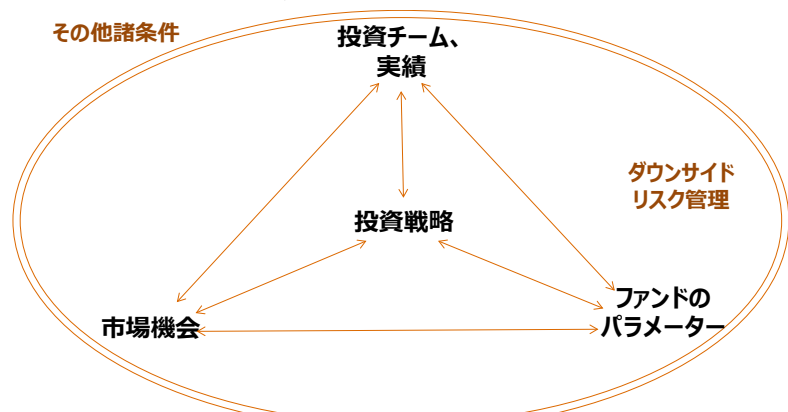 その他諸条件
投資チーム、
実績
ダウンサイド
リスク管理
投資戦略
ファンドの
パラメーター
市場機会